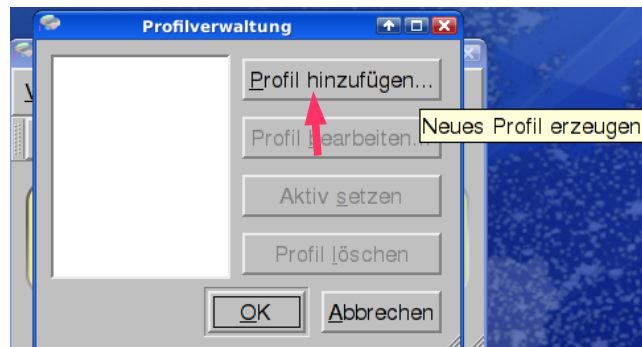 Profilverwaltung
Profil hinzufügen...
Neues Profil erzeugen
Profil bearbeiten...
Aktiv setzen
Profil löschen
OK
Abbrechen